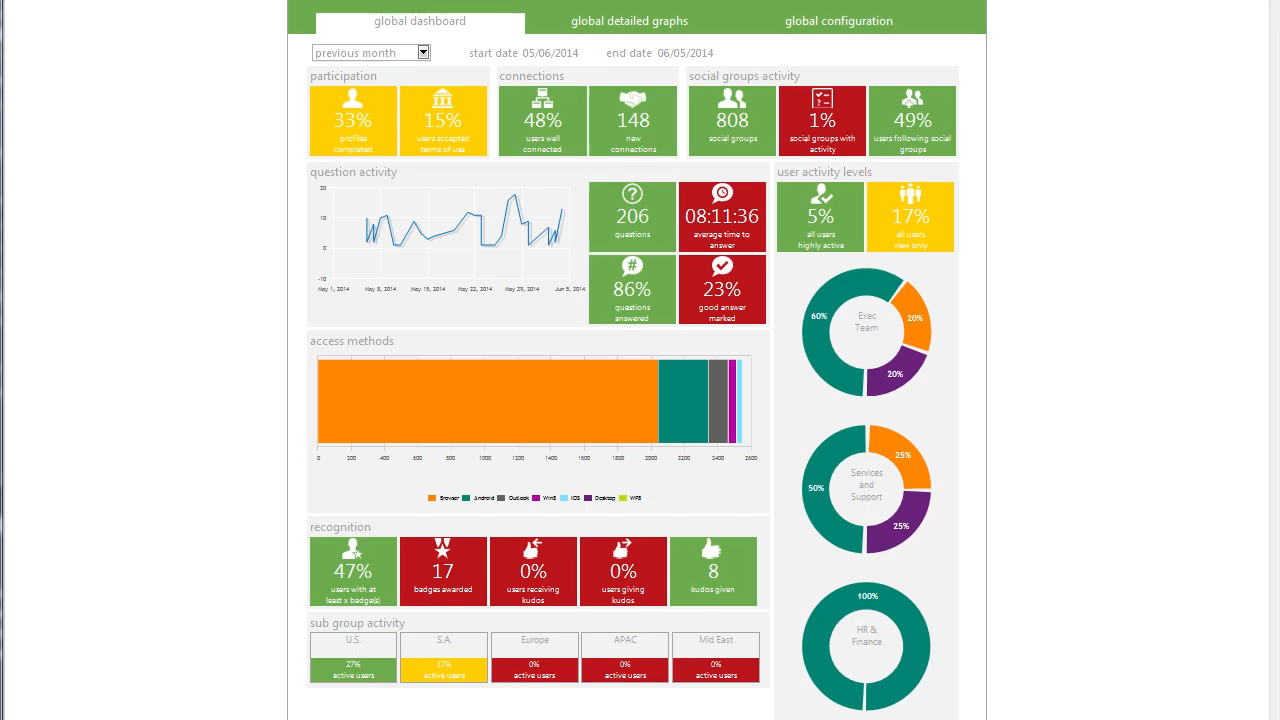 global dashboard
global detailed graphs
global configuration
previous month
start date 05/06/2014
end date 06/05/2014
participation
33%
profiles
completed
15%
users accepted
terms of use
connections
48%
users well
connected
148
new
connections
social groups activity
808
social groups
1%
social groups with
activity
49%
users following social
groups
question activity
20
10
0
-10
May 1, 2014
May 8, 2014
May 15, 2014
May 22, 2014
May 29, 2014
Jun 5, 2014
206
questions
08:11:36
average time to
answer
86%
questions
answered
23%
good answer
marked
user activity levels
5%
all users
highly active
17%
all users
view only
60%
20%
20%
Exec
Team
50%
25%
25%
Services
and
Support
100%
HR &
Finance
access methods
0
200
400
600
800
1000
1200
1400
1600
1800
2000
2200
2400
2600
Browser
Android
Outlook
Win8
iOS
Desktop
WP8
recognition
47%
users with at
least x badge(s)
17
badges awarded
0%
users receiving
kudos
0%
users giving
kudos
8
kudos given
sub group activity
U.S.
27%
active users
S.A.
17%
active users
Europe
0%
active users
APAC
0%
active users
Mid East
0%
active users